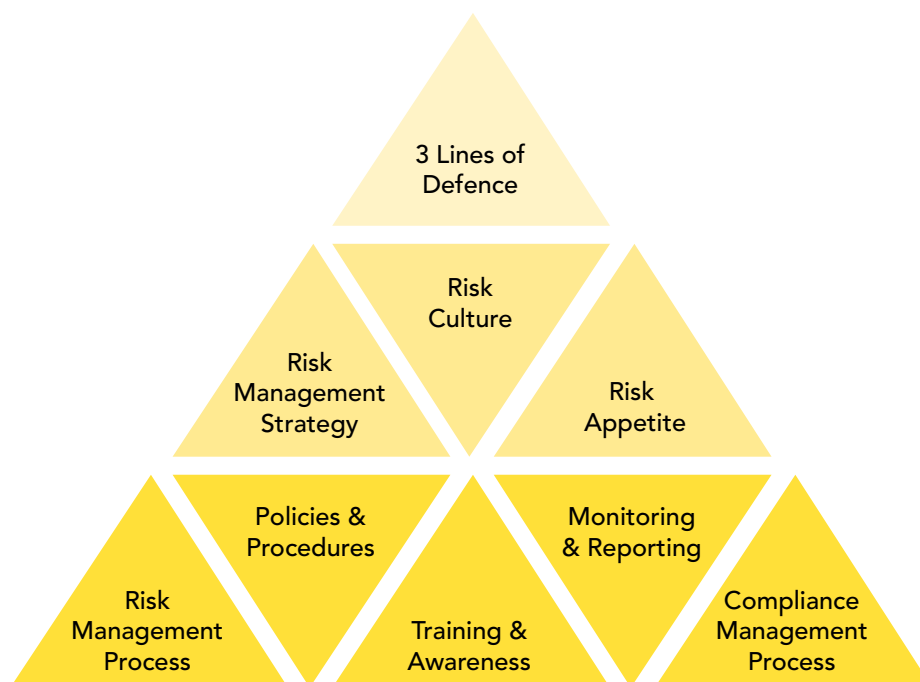 3 Lines of
Defence
Risk
Culture
Risk
Management
Strategy
Risk
Appetite
Policies &
Procedures
Monitoring
& Reporting
Risk
Management
Process
Training &
Awareness
Compliance
Management
Process